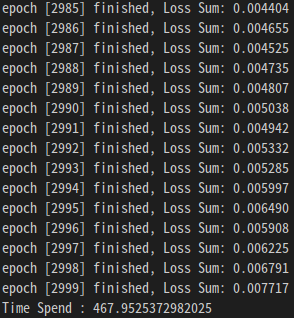 epoch [2985] finished, Loss Sum: 0.004404
epoch [2986] finished, Loss Sum: 0.004655
epoch [2987] finished, Loss Sum: 0.004525
epoch [2988] finished, Loss Sum: 0.004735
epoch [2989] finished, Loss Sum: 0.004807
epoch [2990] finished, Loss Sum: 0.005038
epoch [2991] finished, Loss Sum: 0.004942
epoch [2992] finished, Loss Sum: 0.005332
epoch [2993] finished, Loss Sum: 0.005285
epoch [2994] finished, Loss Sum: 0.005997
epoch [2995] finished, Loss Sum: 0.006490
epoch [2996] finished, Loss Sum: 0.005908
epoch [2997] finished, Loss Sum: 0.006225
epoch [2998] finished, Loss Sum: 0.006791
epoch [2999] finished, Loss Sum: 0.007717
Time Spend : 467.9525372982025